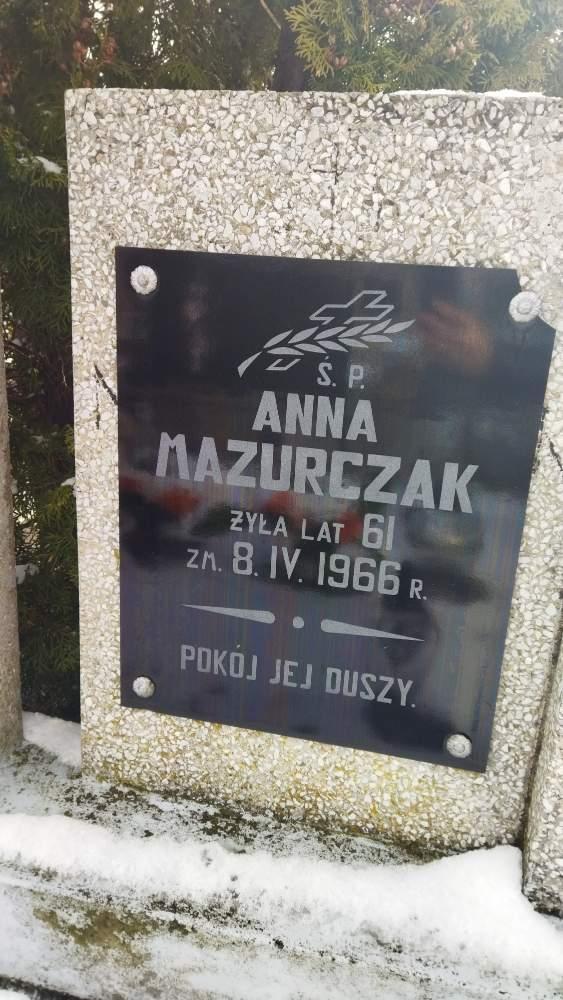 Ś. P.
ANNA
MAZURCZAK
ŻYŁA LAT 61
ZM. 8. IV. 1966 R.
POKÓJ JEJ DUSZY.